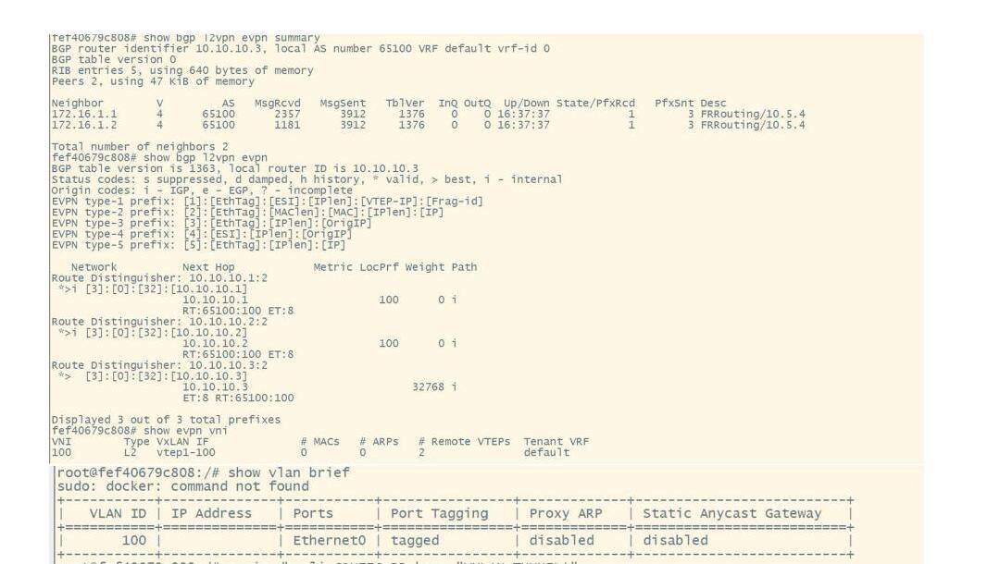 fef40679c808# show bgp l2vpn evpn summary
BGP router identifier 10.10.10.3, local AS number 65100 VRF default vrf-id 0
BGP table version 0
RIB entries 5, using 640 bytes of memory
Peers 2, using 47 KiB of memory
Neighbor V AS MsgRcvd MsgSent TblVer InQ OutQ Up/Down State/PfxRcd PfxSnt Desc
172.16.1.1 4 65100 2357 3912 1376 0 0 16:37:37 1 3 FRRouting/10.5.4
172.16.1.2 4 65100 1181 3912 1376 0 0 16:37:37 1 3 FRRouting/10.5.4
Total number of neighbors 2
fef40679c808# show bgp l2vpn evpn
BGP table version is 1363, local router ID is 10.10.10.3
Status codes: s suppressed, d damped, h history, * valid, > best, i - internal
Origin codes: i - IGP, e - EGP, ? - incomplete
EVPN type-1 prefix: [1]:[EthTag]:[ESI]:[IPlen]:[VTEP-IP]:[Frag-id]
EVPN type-2 prefix: [2]:[EthTag]:[MAClen]:[MAC]:[IPlen]:[IP]
EVPN type-3 prefix: [3]:[EthTag]:[IPlen]:[OrigIP]
EVPN type-4 prefix: [4]:[ESI]:[IPlen]:[OrigIP]
EVPN type-5 prefix: [5]:[EthTag]:[IPlen]:[IP]
Network Next Hop Metric LocPrf Weight Path
Route Distinguisher: 10.10.10.1:2
*>i [3]:[0]:[32]:[10.10.10.1]
10.10.10.1 100 0 i
RT:65100:100 ET:8
Route Distinguisher: 10.10.10.2:2
*>i [3]:[0]:[32]:[10.10.10.2]
10.10.10.2 100 0 i
RT:65100:100 ET:8
Route Distinguisher: 10.10.10.3:2
*> [3]:[0]:[32]:[10.10.10.3]
10.10.10.3 32768 i
ET:8 RT:65100:100
Displayed 3 out of 3 total prefixes
fef40679c808# show evpn vni
VNI Type VxLAN IF # MACs # ARPs # Remote VTEPs Tenant VRF
100 L2 vtep1-100 0 0 2 default
root@fef40679c808:/# show vlan brief
sudo: docker: command not found
+-----------+--------------+-----------+----------------+-------------+-------------------------+
| VLAN ID | IP Address | Ports | Port Tagging | Proxy ARP | Static Anycast Gateway |
+===========+==============+===========+================+=============+=========================+
| 100 | | Ethernet0 | tagged | disabled | disabled |
+-----------+--------------+-----------+----------------+-------------+-------------------------+